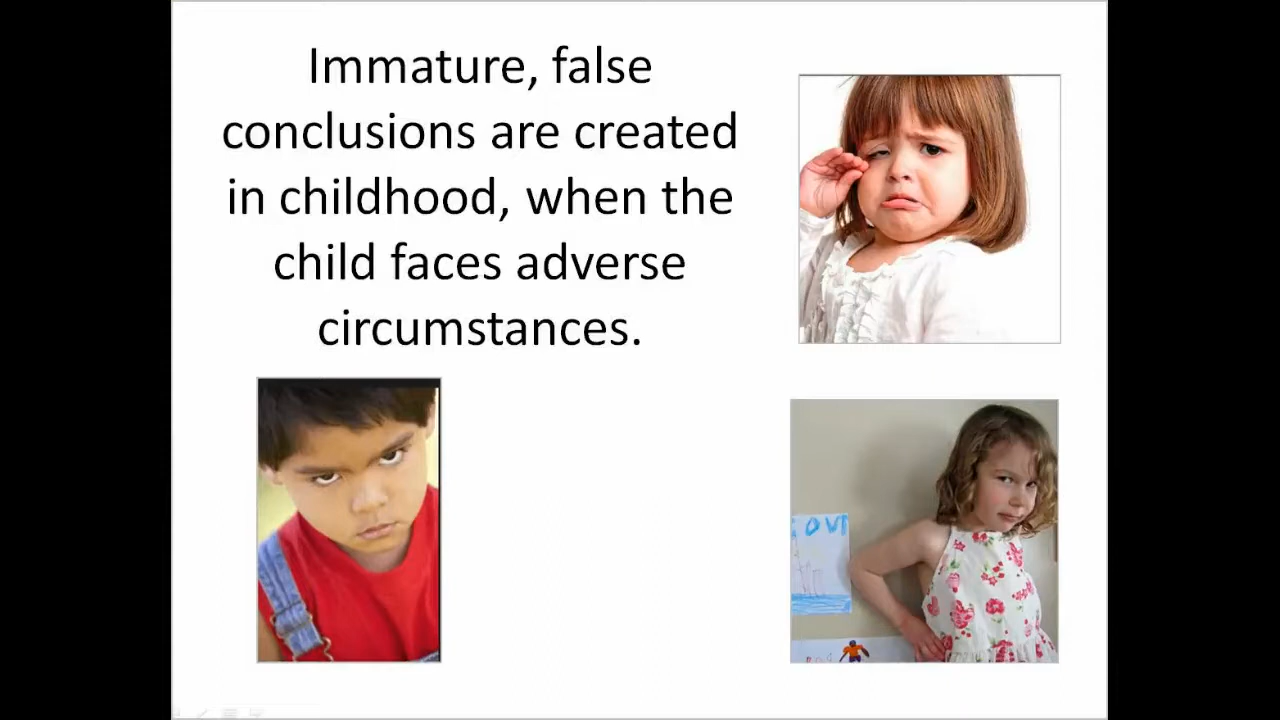 Immature, false
conclusions are created
in childhood, when the
child faces adverse
circumstances.